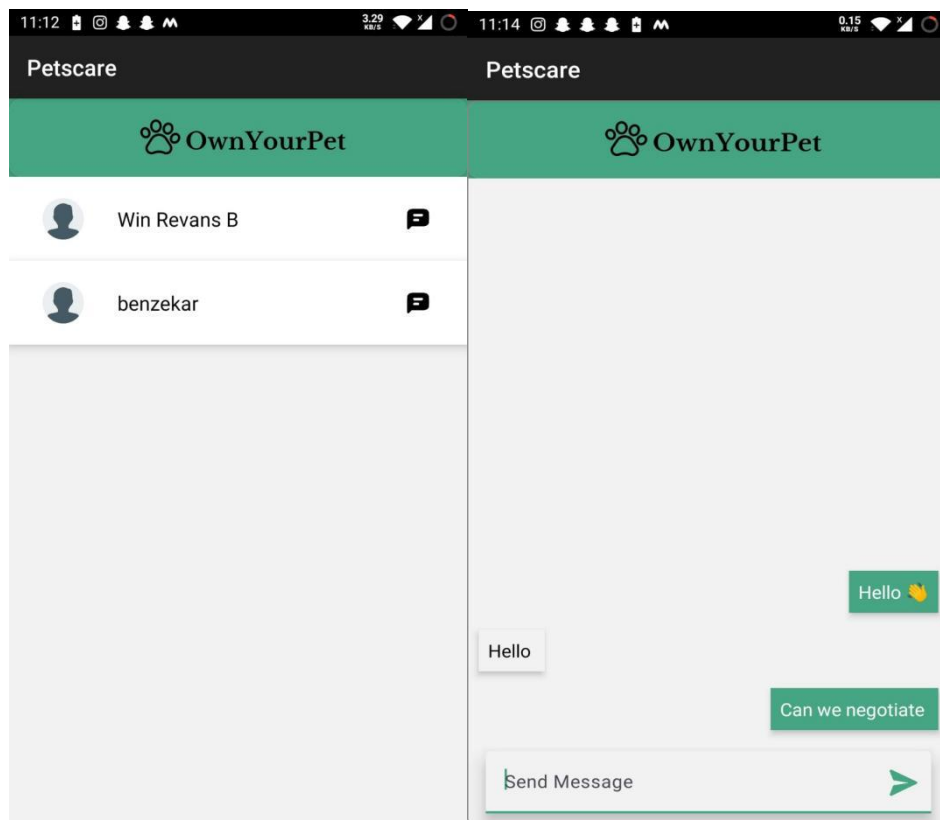 11:12
3.29
KB/S
Petscare
OwnYourPet
Win Revans B
benzekar
11:14
0.15
KB/S
Petscare
OwnYourPet
Hello 👏
Hello
Can we negotiate
Send Message